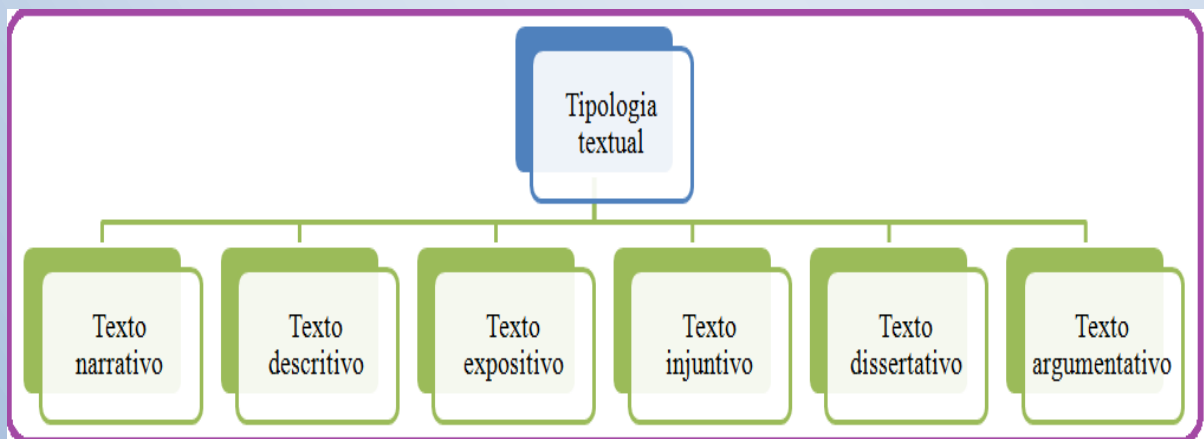 Tipologia
textual
Texto
narrativo
Texto
descritivo
Texto
expositivo
Texto
injuntivo
Texto
dissertativo
Texto
argumentativo